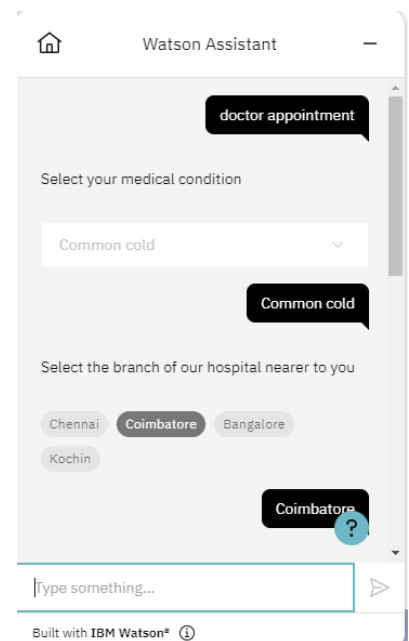 Watson Assistant
doctor appointment
Select your medical condition
Common cold
Common cold
Select the branch of our hospital nearer to you
Chennai Coimbatore Bangalore
Kochin
Coimbatore
?
Type something...
Built with IBM Watson® ⓘ